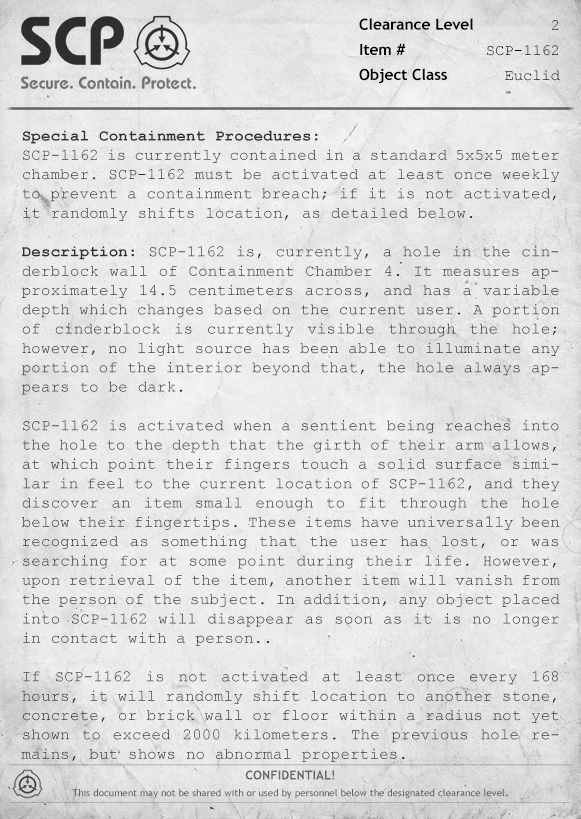 SCP
Secure. Contain. Protect.
Clearance Level 2
Item # SCP-1162
Object Class Euclid
Special Containment Procedures:
SCP-1162 is currently contained in a standard 5x5x5 meter
chamber. SCP-1162 must be activated at least once weekly
to prevent a containment breach; if it is not activated,
it randomly shifts location, as detailed below.
Description: SCP-1162 is, currently, a hole in the cin-
derblock wall of Containment Chamber 4. It measures ap-
proximately 14.5 centimeters across, and has a variable
depth which changes based on the current user. A portion
of cinderblock is currently visible through the hole;
however, no light source has been able to illuminate any
portion of the interior beyond that, the hole always ap-
pears to be dark.
SCP-1162 is activated when a sentient being reaches into
the hole to the depth that the girth of their arm allows,
at which point their fingers touch a solid surface simi-
lar in feel to the current location of SCP-1162, and they
discover an item small enough to fit through the hole
below their fingertips. These items have universally been
recognized as something that the user has lost, or was
searching for at some point during their life. However,
upon retrieval of the item, another item will vanish from
the person of the subject. In addition, any object placed
into SCP-1162 will disappear as soon as it is no longer
in contact with a person..
If SCP-1162 is not activated at least once every 168
hours, it will randomly shift location to another stone,
concrete, or brick wall or floor within a radius not yet
shown to exceed 2000 kilometers. The previous hole re-
mains, but shows no abnormal properties.
CONFIDENTIAL!
This document may not be shared with or used by personnel below the designated clearance level.